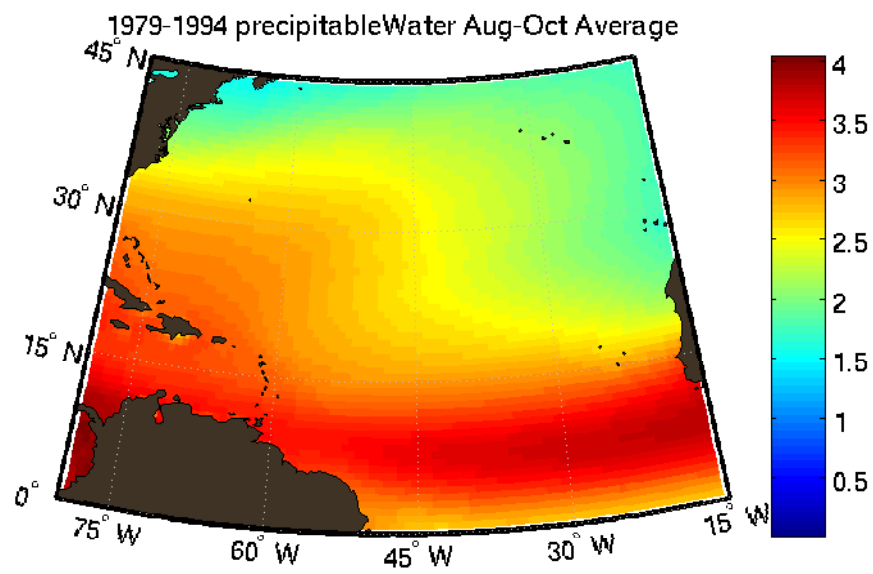 1979-1994 precipitableWater Aug-Oct Average
45° N
30° N
15° N
0°
75° W
60° W
45° W
30° W
15° W
4
3.5
3
2.5
2
1.5
1
0.5